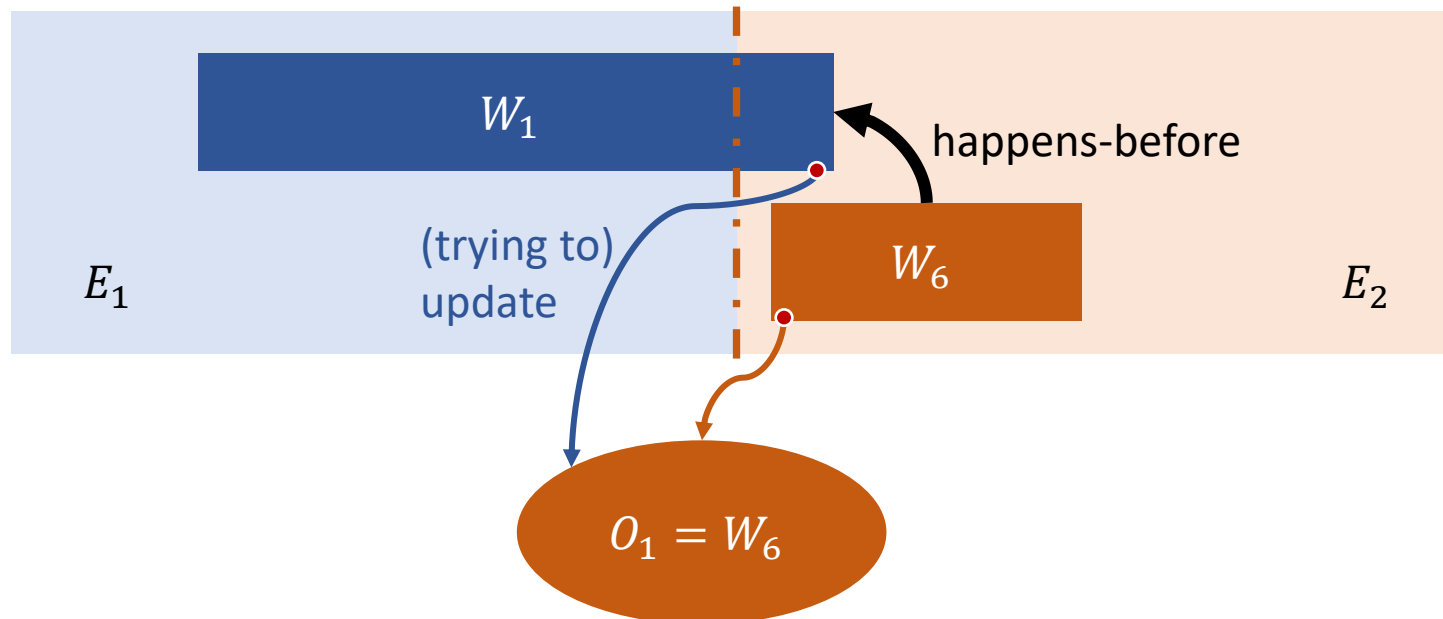 W₁
happens-before
(trying to)
update
E₁
W₆
E₂
O₁ = W₆